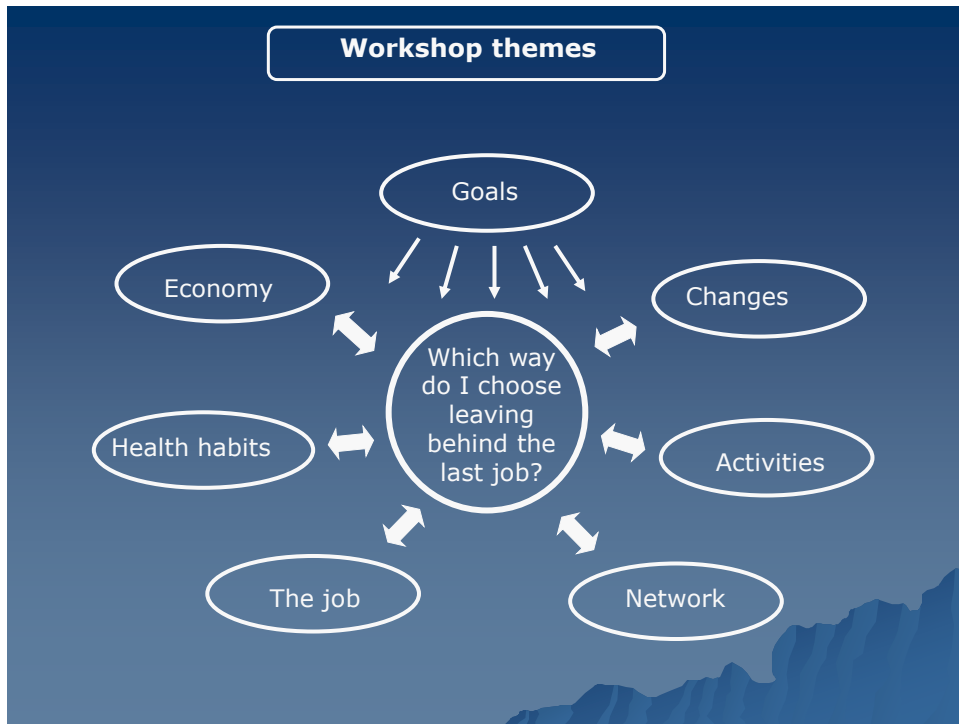 Workshop themes
Goals
Economy
Changes
Which way
do I choose
leaving
behind the
last job?
Health habits
Activities
The job
Network